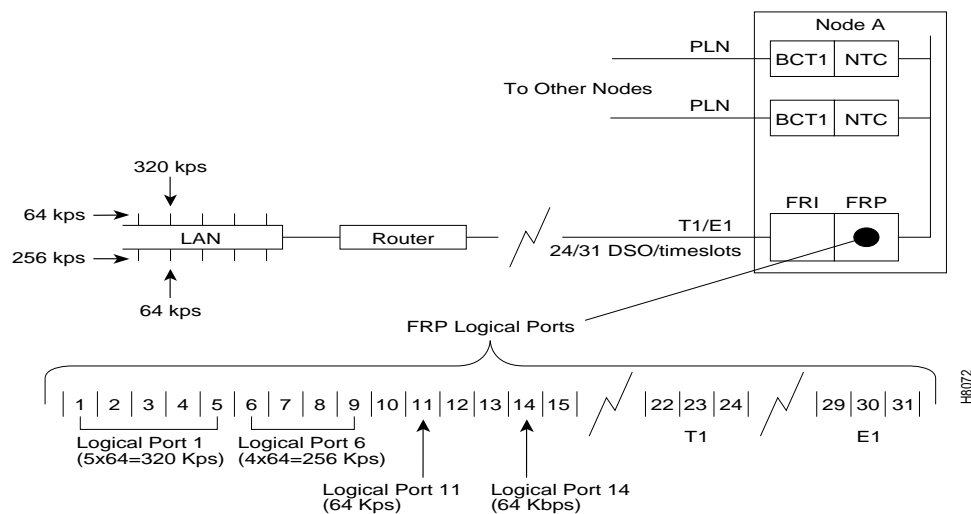 Node A
PLN
BCT1 NTC
To Other Nodes
PLN
BCT1 NTC
320 kps
64 kps
LAN
256 kps
64 kps
Router
T1/E1
24/31 DSO/timeslots
FRI FRP
FRP Logical Ports
1 2 3 4 5 6 7 8 9 10 11 12 13 14 15 22 23 24 29 30 31
T1 E1
Logical Port 1
(5x64=320 Kps)
Logical Port 6
(4x64=256 Kps)
Logical Port 11
(64 Kps)
Logical Port 14
(64 Kbps)
H8072